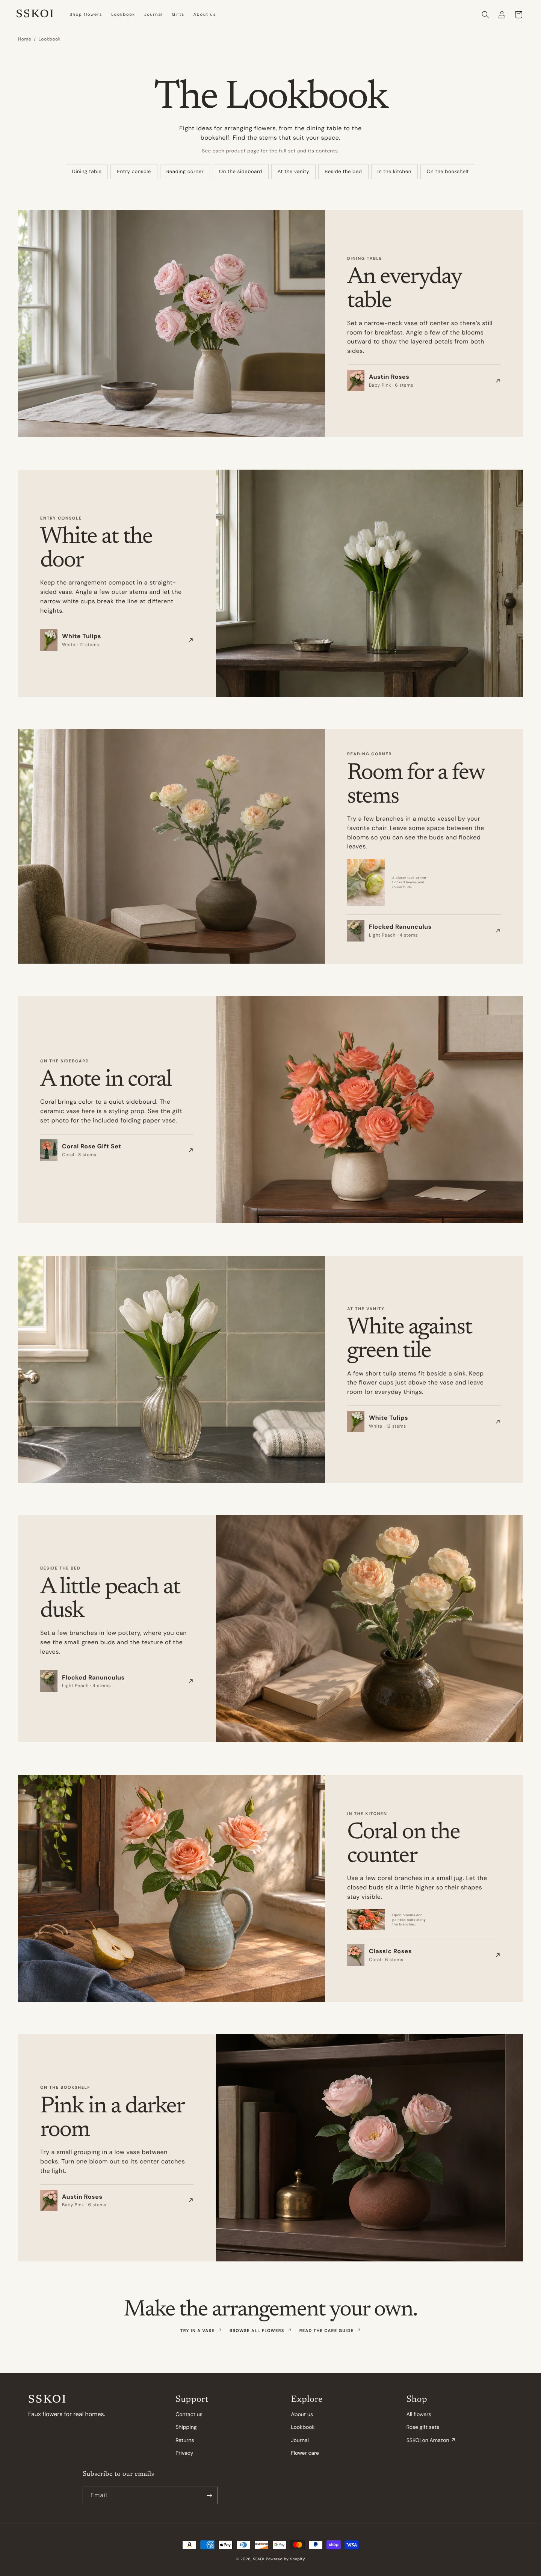 SSKOI
Shop flowers
Lookbook
Journal
Gifts
About us
Home / Lookbook
The Lookbook
Eight ideas for arranging flowers, from the dining table to the
bookshelf. Find the stems that suit your space.
See each product page for the full set and its contents.
Dining table
Entry console
Reading corner
On the sideboard
At the vanity
Beside the bed
In the kitchen
On the bookshelf
DINING TABLE
An everyday
table
Set a narrow-neck vase off center so there's still
room for breakfast. Angle a few of the blooms
outward to show the layered petals from both
sides.
Austin Roses
Baby Pink · 6 stems
ENTRY CONSOLE
White at the
door
Keep the arrangement compact in a straight-
sided vase. Angle a few outer stems and let the
narrow white cups break the line at different
heights.
White Tulips
White · 12 stems
READING CORNER
Room for a few
stems
Try a few branches in a matte vessel by your
favorite chair. Leave some space between the
blooms so you can see the buds and flocked
leaves.
A closer look at the
flocked leaves and
round buds.
Flocked Ranunculus
Light Peach · 4 stems
ON THE SIDEBOARD
A note in coral
Coral brings color to a quiet sideboard. The
ceramic vase here is a styling prop. See the gift
set photo for the included folding paper vase.
Coral Rose Gift Set
Coral · 6 stems
AT THE VANITY
White against
green tile
A few short tulip stems fit beside a sink. Keep
the flower cups just above the vase and leave
room for everyday things.
White Tulips
White · 12 stems
BESIDE THE BED
A little peach at
dusk
Set a few branches in low pottery, where you can
see the small green buds and the texture of the
leaves.
Flocked Ranunculus
Light Peach · 4 stems
IN THE KITCHEN
Coral on the
counter
Use a few coral branches in a small jug. Let the
closed buds sit a little higher so their shapes
stay visible.
Open blooms and
pointed buds along
the branches.
Classic Roses
Coral · 6 stems
ON THE BOOKSHELF
Pink in a darker
room
Try a small grouping in a low vase between
books. Turn one bloom out so its center catches
the light.
Austin Roses
Baby Pink · 6 stems
Make the arrangement your own.
TRY IN A VASE
BROWSE ALL FLOWERS
READ THE CARE GUIDE
SSKOI
Faux flowers for real homes.
Support
Contact us
Shipping
Returns
Privacy
Explore
About us
Lookbook
Journal
Flower care
Shop
All flowers
Rose gift sets
SSKOI on Amazon
Subscribe to our emails
Email
© 2026, SSKOI Powered by Shopify